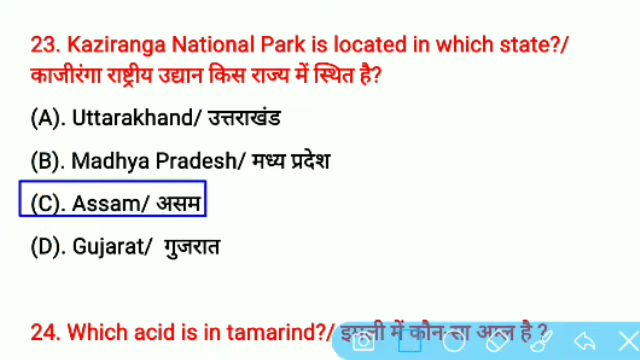 23. Kaziranga National Park is located in which state?/
काजीरंगा राष्ट्रीय उद्यान किस राज्य में स्थित है?
(A). Uttarakhand/ उत्तराखंड
(B). Madhya Pradesh/ मध्य प्रदेश
(C). Assam/ असम
(D). Gujarat/ गुजरात
24. Which acid is in tamarind?/ इमली में कौन सा अम्ल है ?